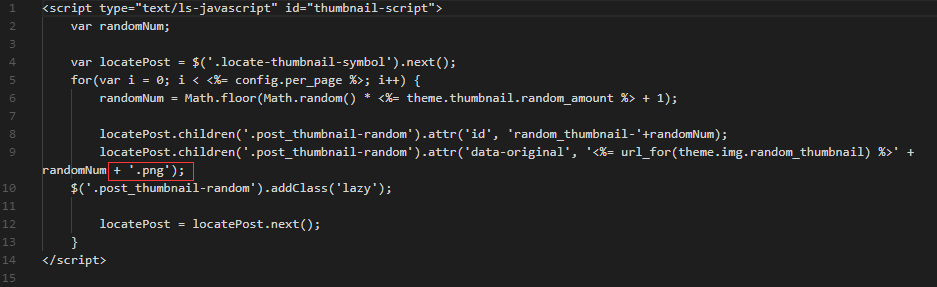 1 <script type="text/ls-javascript" id="thumbnail-script">
2 var randomNum;
3
4 var locatePost = $('.locate-thumbnail-symbol').next();
5 for(var i = 0; i < <%= config.per_page %>; i++) {
6 randomNum = Math.floor(Math.random() * <%= theme.thumbnail.random_amount %> + 1);
7
8 locatePost.children('.post_thumbnail-random').attr('id', 'random_thumbnail-'+randomNum);
9 locatePost.children('.post_thumbnail-random').attr('data-original', '<%= url_for(theme.img.random_thumbnail) %>' +
randomNum + '.png');
10 $('.post_thumbnail-random').addClass('lazy');
11
12 locatePost = locatePost.next();
13 }
14 </script>
15